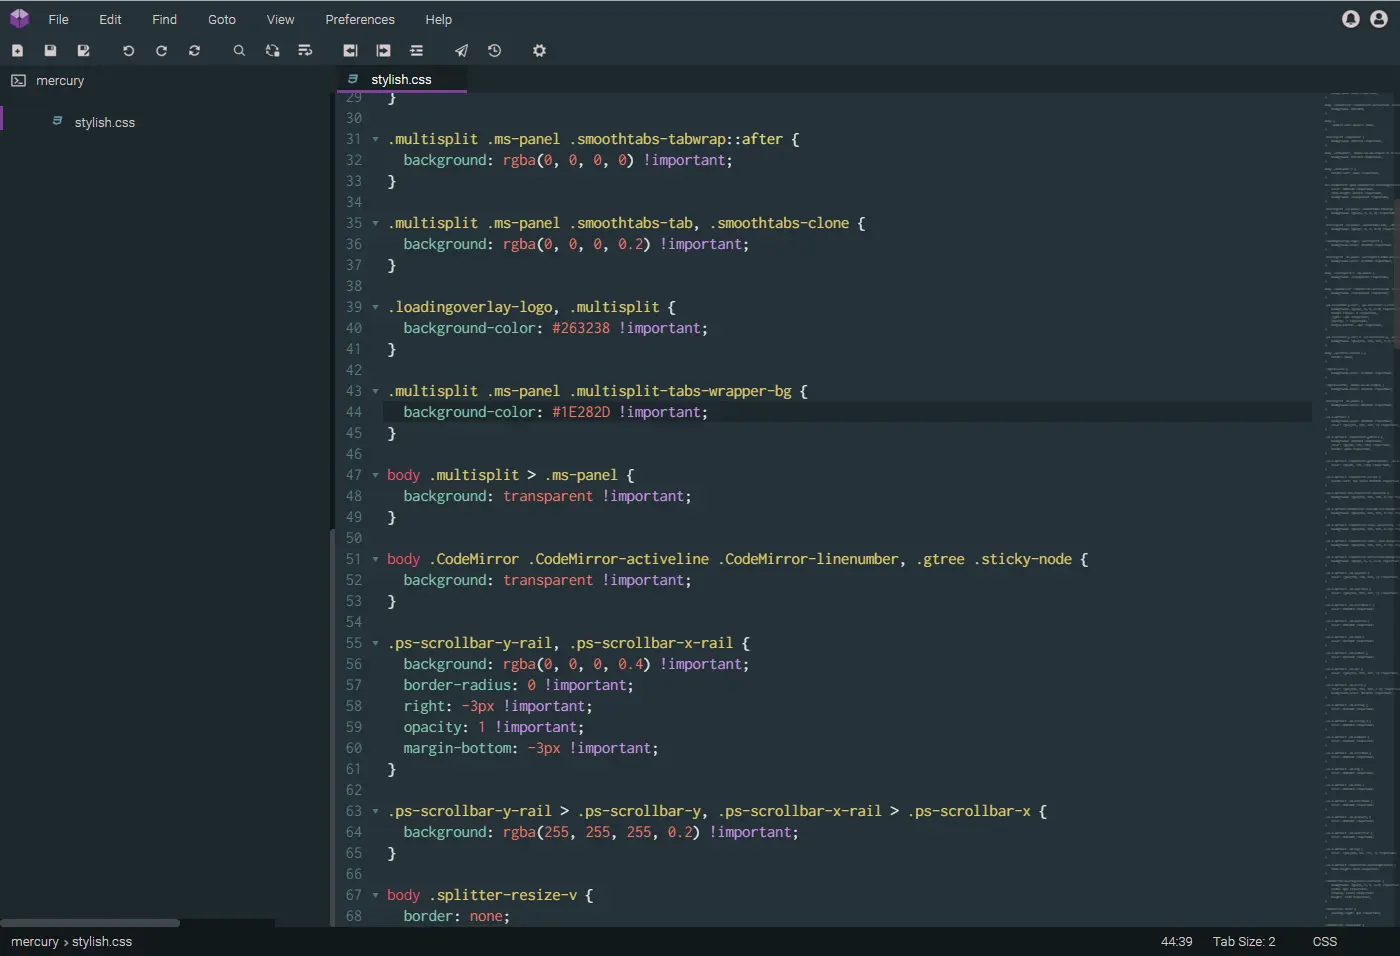 File Edit Find Goto View Preferences Help
mercury
stylish.css
stylish.css
29 }
30
31 .multisplit .ms-panel .smoothtabs-tabwrap::after {
32 background: rgba(0, 0, 0, 0) !important;
33 }
34
35 .multisplit .ms-panel .smoothtabs-tab, .smoothtabs-clone {
36 background: rgba(0, 0, 0, 0.2) !important;
37 }
38
39 .loadingoverlay-logo, .multisplit {
40 background-color: #263238 !important;
41 }
42
43 .multisplit .ms-panel .multisplit-tabs-wrapper-bg {
44 background-color: #1E282D !important;
45 }
46
47 body .multisplit > .ms-panel {
48 background: transparent !important;
49 }
50
51 body .CodeMirror .CodeMirror-activeline .CodeMirror-linenumber, .gtree .sticky-node {
52 background: transparent !important;
53 }
54
55 .ps-scrollbar-y-rail, .ps-scrollbar-x-rail {
56 background: rgba(0, 0, 0, 0.4) !important;
57 border-radius: 0 !important;
58 right: -3px !important;
59 opacity: 1 !important;
60 margin-bottom: -3px !important;
61 }
62
63 .ps-scrollbar-y-rail > .ps-scrollbar-y, .ps-scrollbar-x-rail > .ps-scrollbar-x {
64 background: rgba(255, 255, 255, 0.2) !important;
65 }
66
67 body .splitter-resize-v {
68 border: none;
mercury › stylish.css 44:39 Tab Size: 2 CSS